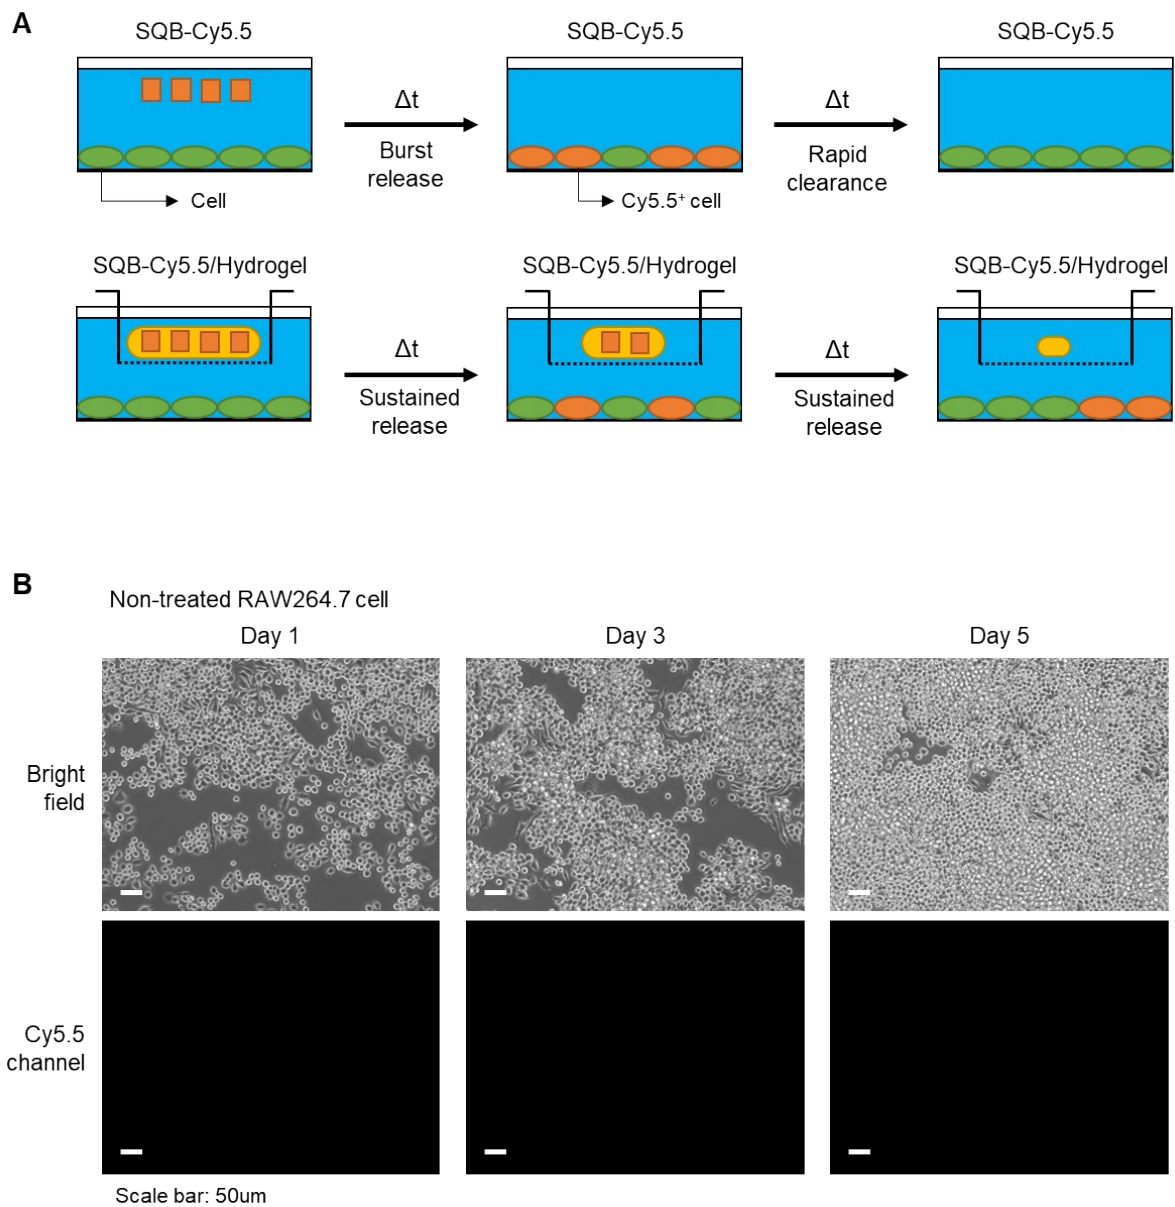 A
SQB-Cy5.5
SQB-Cy5.5
SQB-Cy5.5
Δt
Burst
release
Δt
Rapid
clearance
Cell
Cy5.5⁺ cell
SQB-Cy5.5/Hydrogel
SQB-Cy5.5/Hydrogel
SQB-Cy5.5/Hydrogel
Δt
Sustained
release
Δt
Sustained
release
B
Non-treated RAW264.7 cell
Day 1
Day 3
Day 5
Bright
field
Cy5.5
channel
Scale bar: 50um